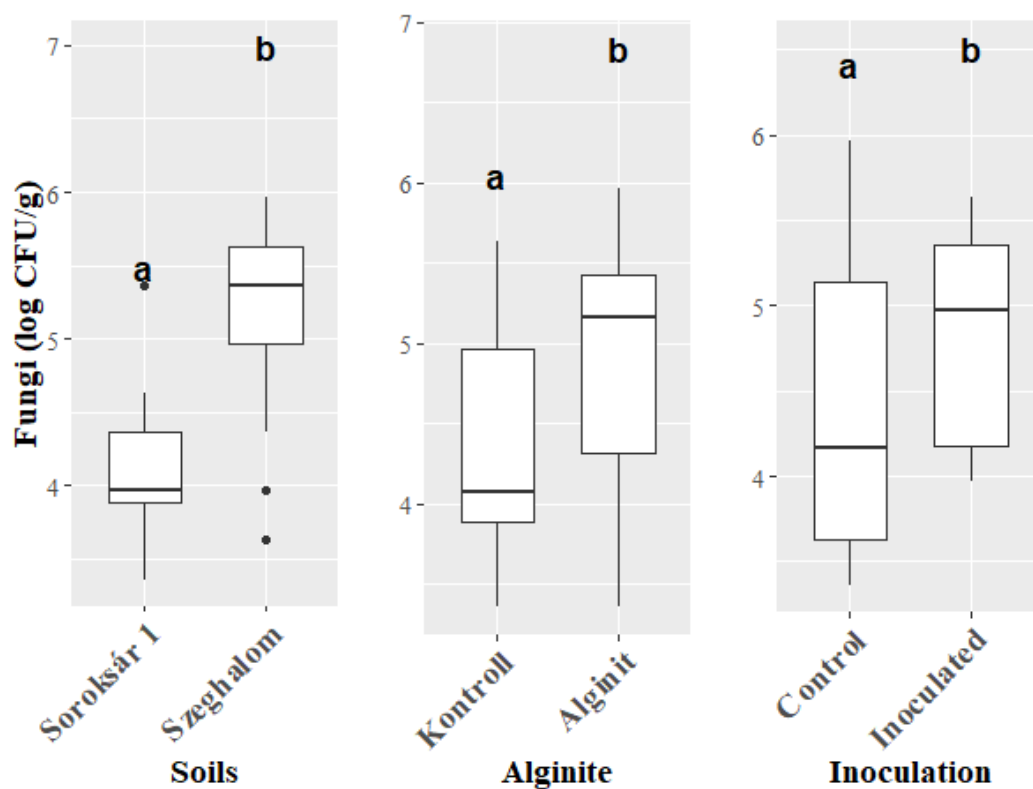 Fungi (log CFU/g)
7
6
5
4
a
b
Soroksár 1
Szeghalom
Soils
7
6
5
4
a
b
Kontroll
Alginit
Alginite
6
5
4
a
b
Control
Inoculated
Inoculation